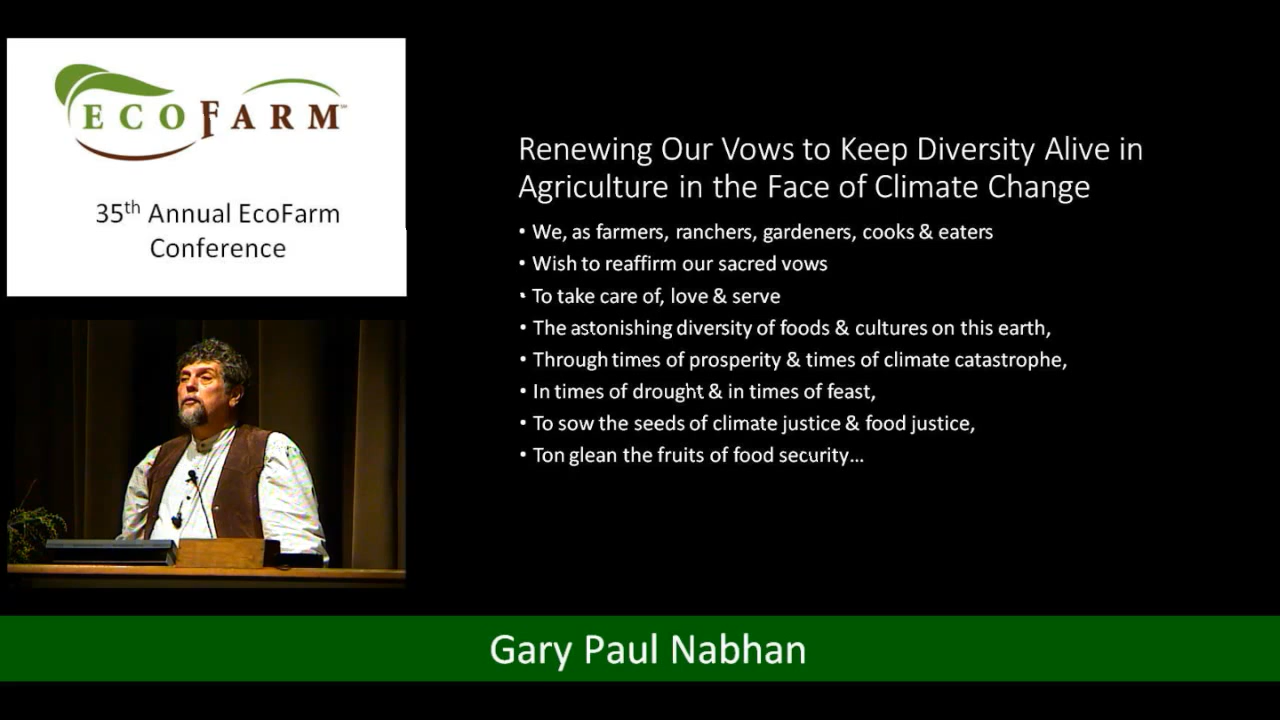 ECOFARM℠
35th Annual EcoFarm
Conference
Renewing Our Vows to Keep Diversity Alive in
Agriculture in the Face of Climate Change
• We, as farmers, ranchers, gardeners, cooks & eaters
• Wish to reaffirm our sacred vows
• To take care of, love & serve
• The astonishing diversity of foods & cultures on this earth,
• Through times of prosperity & times of climate catastrophe,
• In times of drought & in times of feast,
• To sow the seeds of climate justice & food justice,
• Ton glean the fruits of food security...
Gary Paul Nabhan